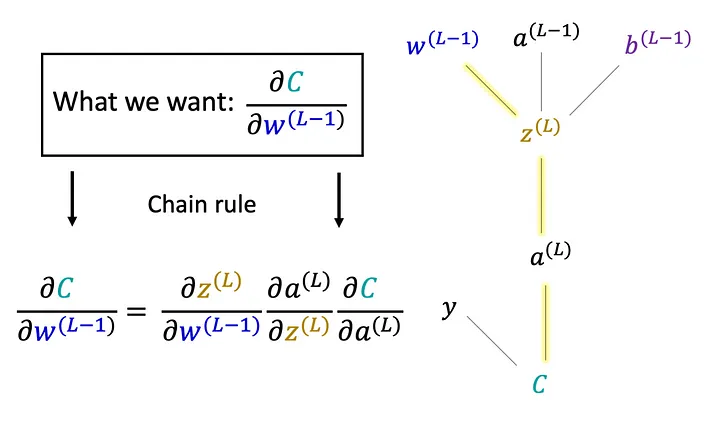 What we want: ∂C/∂w^(L−1)
Chain rule
∂C/∂w^(L−1) = ∂z^(L)/∂w^(L−1) ∂a^(L)/∂z^(L) ∂C/∂a^(L)
w^(L−1) a^(L−1) b^(L−1)
z^(L)
a^(L)
y
C